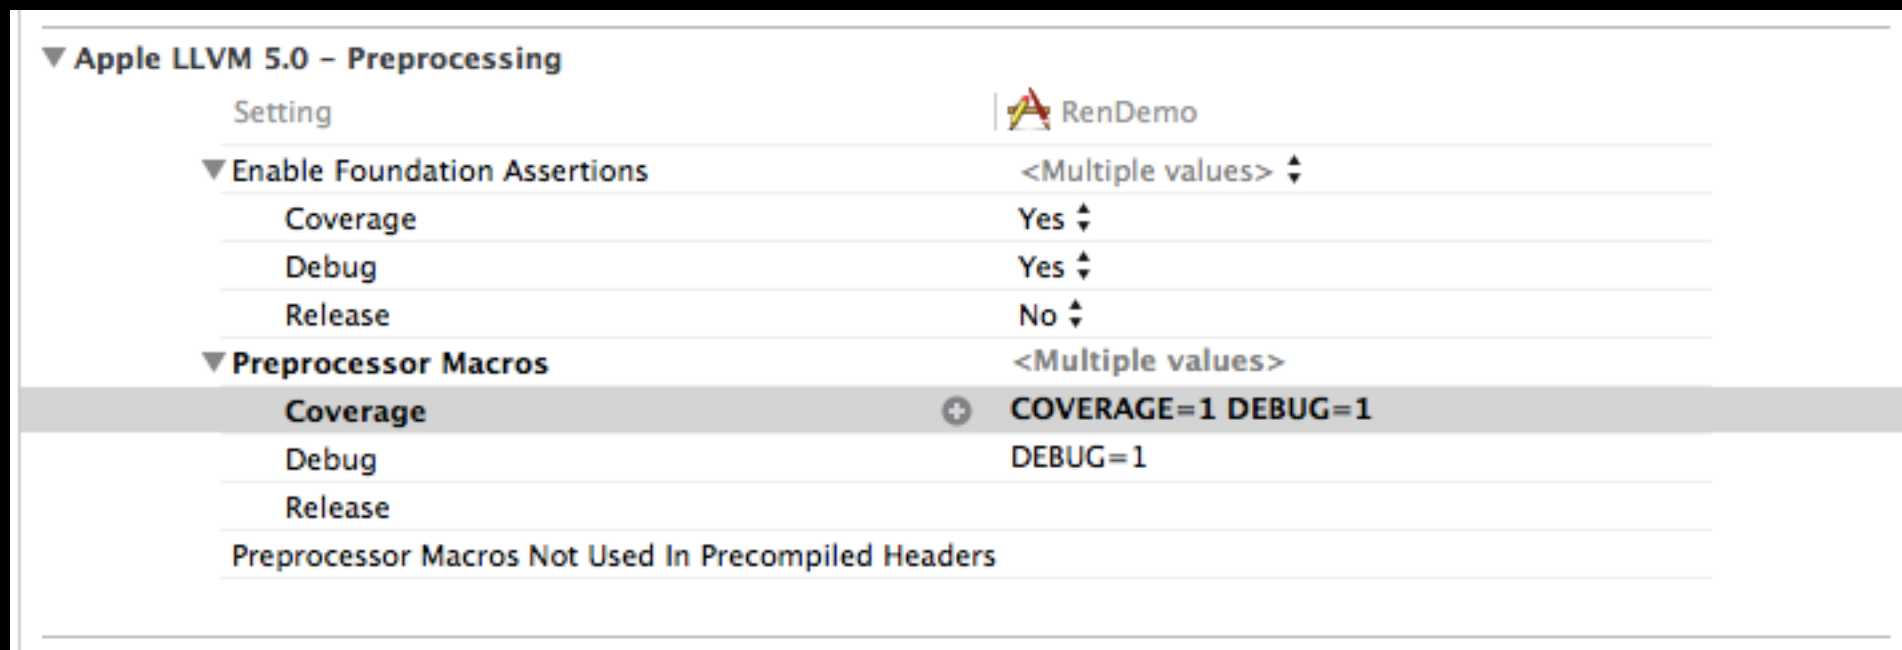 Apple LLVM 5.0 – Preprocessing
Setting RenDemo
Enable Foundation Assertions <Multiple values>
Coverage Yes
Debug Yes
Release No
Preprocessor Macros <Multiple values>
Coverage COVERAGE=1 DEBUG=1
Debug DEBUG=1
Release
Preprocessor Macros Not Used In Precompiled Headers